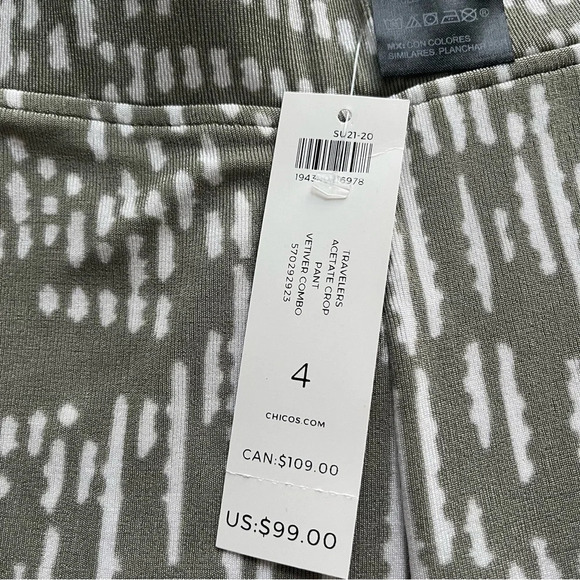 MX: CON COLORES
SIMILARES, PLANCHAR
SU21-20
TRAVELERS
ACETATE CROP
PANT
VETIVER COMBO
570292923
4
CHICOS.COM
CAN:$109.00
US:$99.00